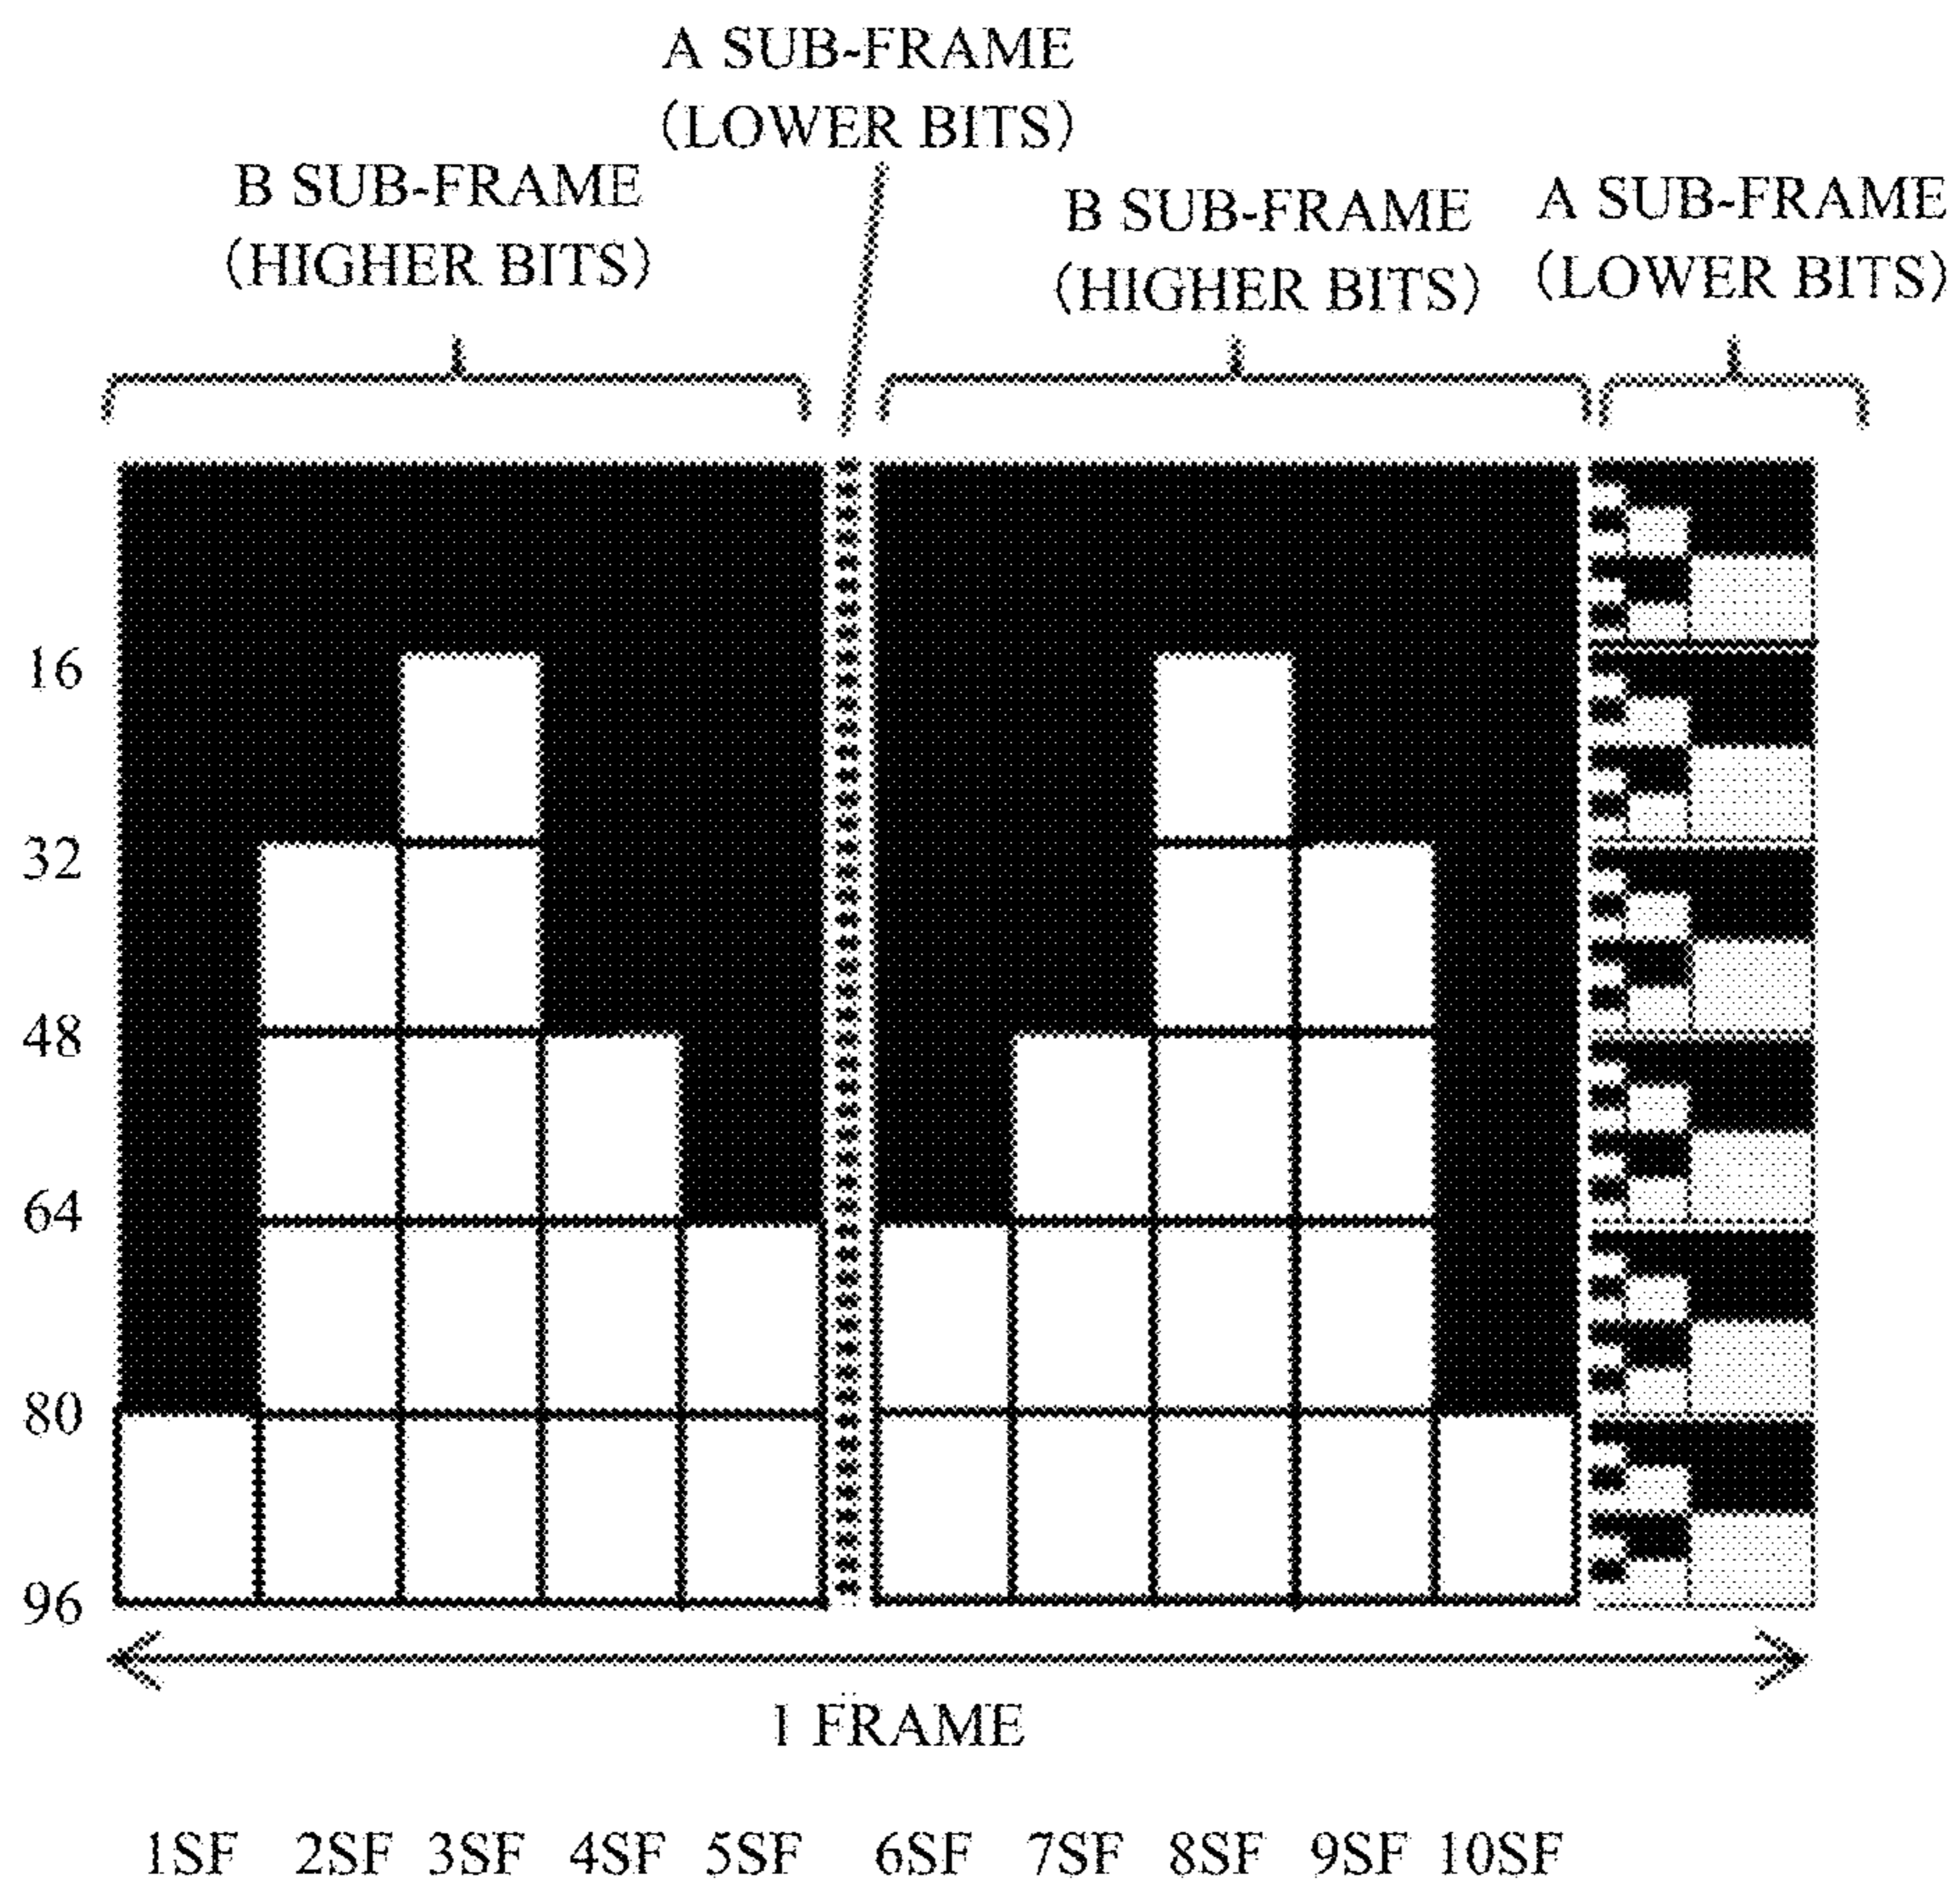 A SUB-FRAME
(LOWER BITS)
B SUB-FRAME
(HIGHER BITS)
B SUB-FRAME
(HIGHER BITS)
A SUB-FRAME
(LOWER BITS)
16
32
48
64
80
96
1 FRAME
1SF 2SF 3SF 4SF 5SF 6SF 7SF 8SF 9SF 10SF